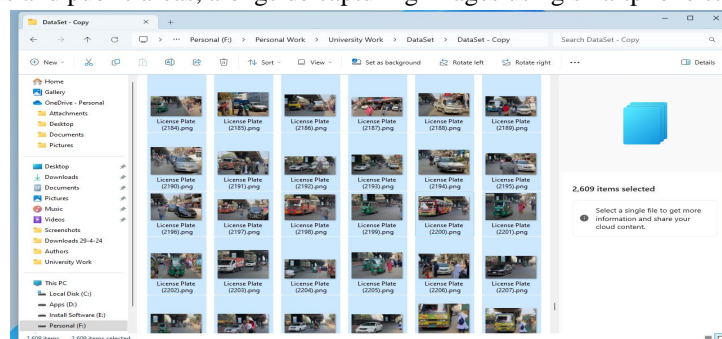 DataSet - Copy
Personal (F:) > Personal Work > University Work > DataSet > DataSet - Copy
Search DataSet - Copy
New
Sort
View
Set as background
Rotate left
Rotate right
...
Details
Home
Gallery
OneDrive - Personal
Attachments
Desktop
Documents
Pictures
Desktop
Downloads
Documents
Pictures
Music
Videos
Screenshots
Downloads 29-4-24
Authors
University Work
This PC
Local Disk (C:)
Apps (D:)
Install Software (E:)
Personal (F:)
License Plate (2184).png
License Plate (2185).png
License Plate (2186).png
License Plate (2187).png
License Plate (2188).png
License Plate (2189).png
License Plate (2190).png
License Plate (2191).png
License Plate (2192).png
License Plate (2193).png
License Plate (2194).png
License Plate (2195).png
License Plate (2196).png
License Plate (2197).png
License Plate (2198).png
License Plate (2199).png
License Plate (2200).png
License Plate (2201).png
License Plate (2202).png
License Plate (2203).png
License Plate (2204).png
License Plate (2205).png
License Plate (2206).png
License Plate (2207).png
2,609 items selected
Select a single file to get more
information and share your
cloud content.
2,609 items 2,609 items selected